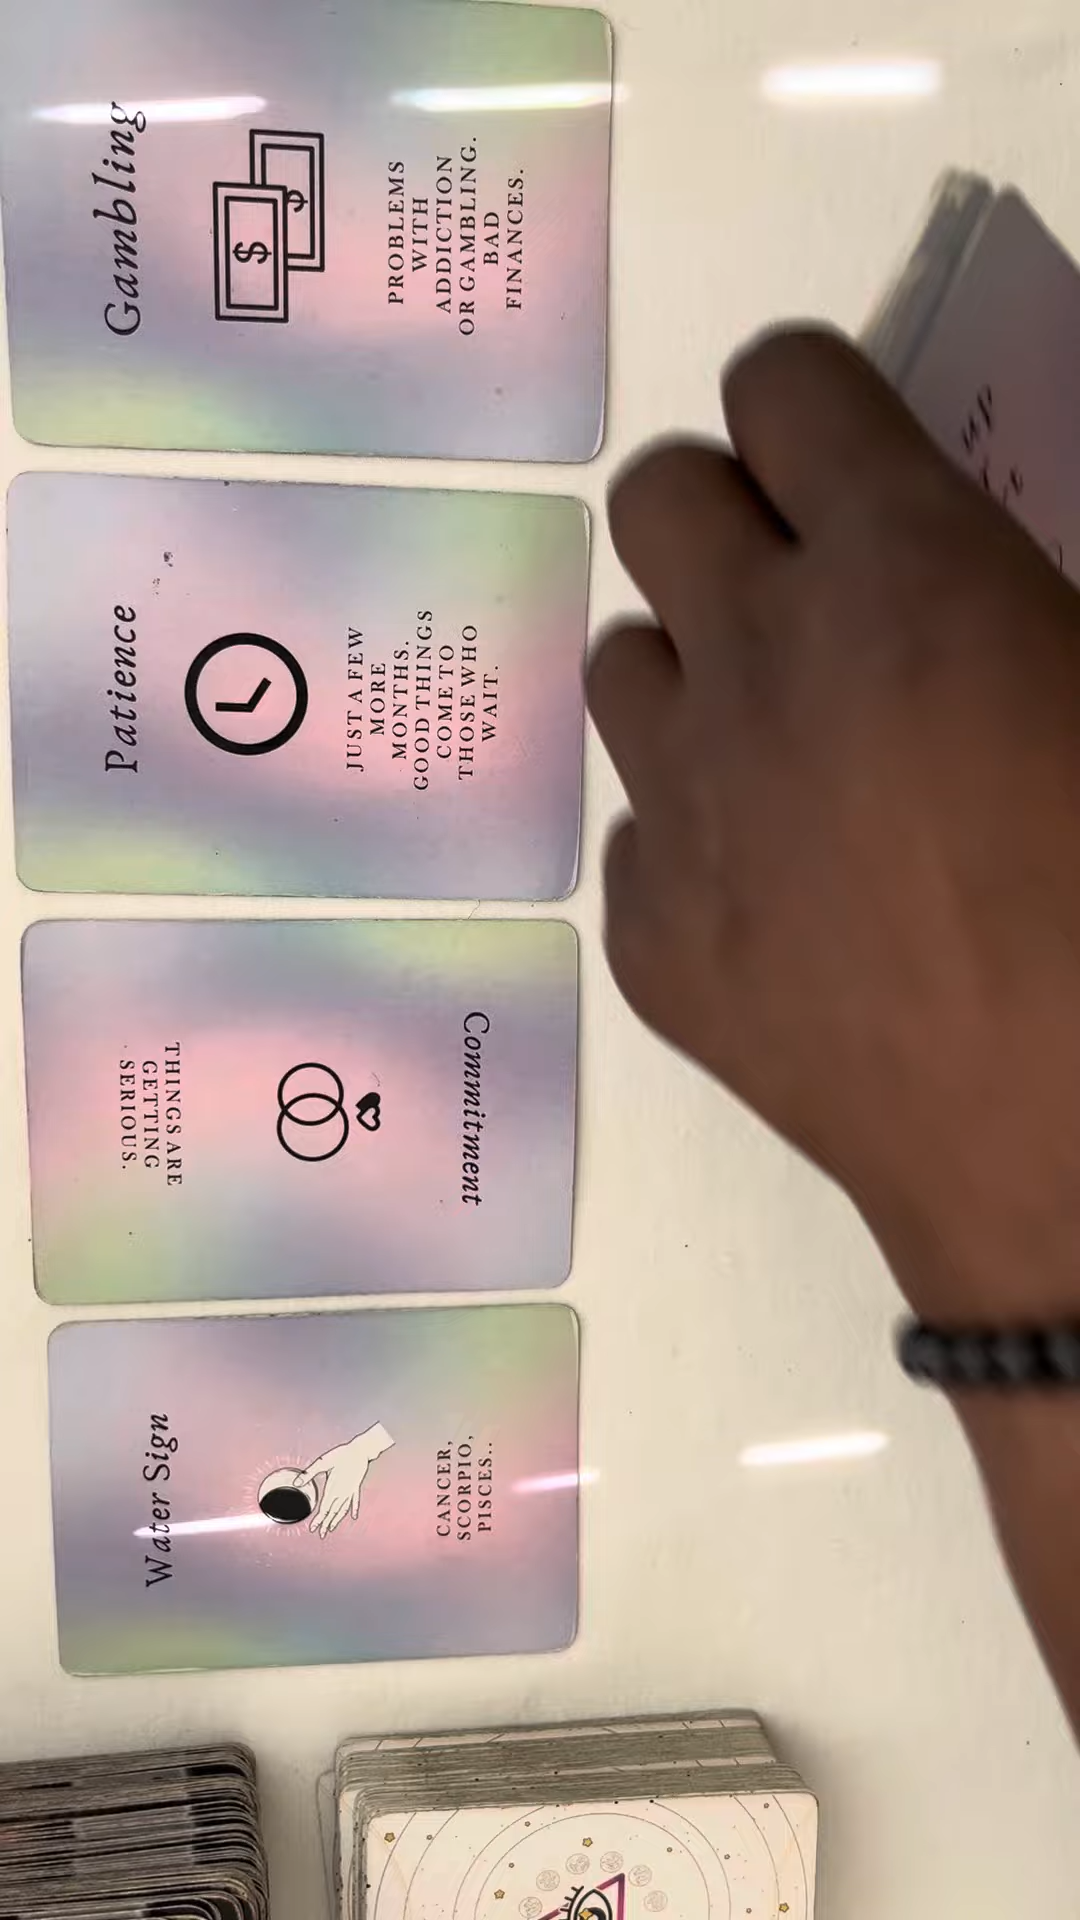 Gambling
$
$
PROBLEMS
WITH
ADDICTION
OR GAMBLING.
BAD
FINANCES.
Patience
JUST A FEW
MORE
MONTHS.
GOOD THINGS
COME TO
THOSE WHO
WAIT.
Commitment
THINGS ARE
GETTING
SERIOUS.
Water Sign
CANCER,
SCORPIO,
PISCES..